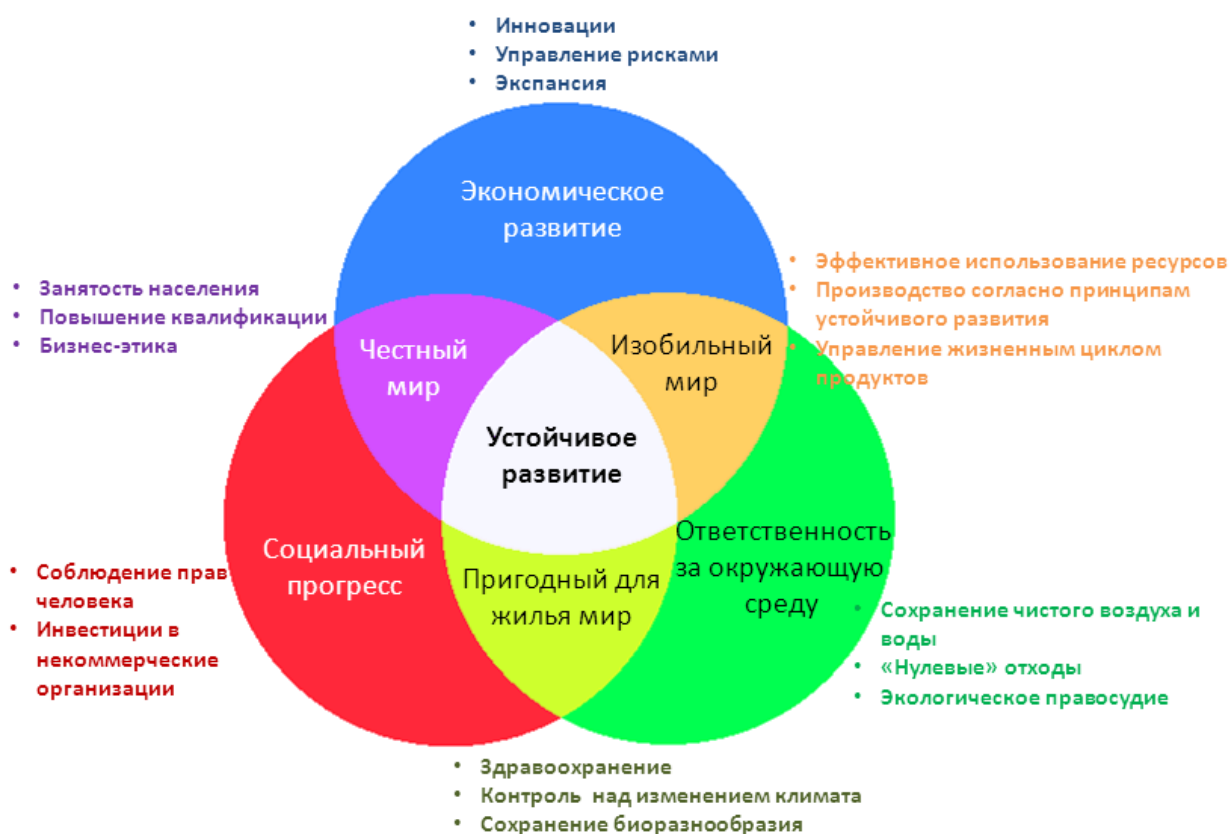 • Инновации
• Управление рисками
• Экспансия
Экономическое
развитие
• Занятость населения
• Повышение квалификации
• Бизнес-этика
• Эффективное использование ресурсов
• Производство согласно принципам
устойчивого развития
• Управление жизненным циклом
продуктов
Честный
мир
Изобильный
мир
Устойчивое
развитие
Социальный
прогресс
Пригодный для
жилья мир
Ответственность
за окружающую
среду
• Соблюдение прав
человека
• Инвестиции в
некоммерческие
организации
• Сохранение чистого воздуха и
воды
• «Нулевые» отходы
• Экологическое правосудие
• Здравоохранение
• Контроль над изменением климата
• Сохранение биоразнообразия